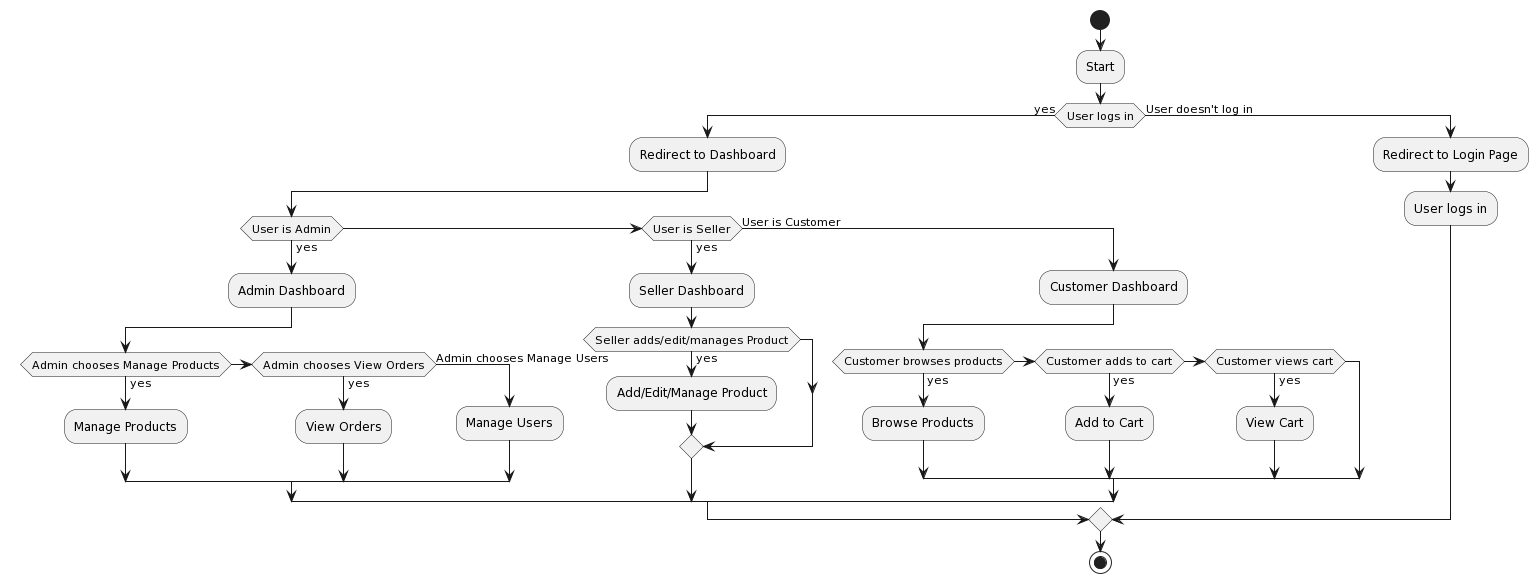 Start
yes
User logs in
User doesn't log in
Redirect to Dashboard
Redirect to Login Page
User logs in
User is Admin
User is Seller
User is Customer
yes
yes
Admin Dashboard
Seller Dashboard
Customer Dashboard
Admin chooses Manage Products
Admin chooses View Orders
Admin chooses Manage Users
Seller adds/edit/manages Product
Customer browses products
Customer adds to cart
Customer views cart
yes
yes
yes
yes
yes
yes
Manage Products
View Orders
Manage Users
Add/Edit/Manage Product
Browse Products
Add to Cart
View Cart